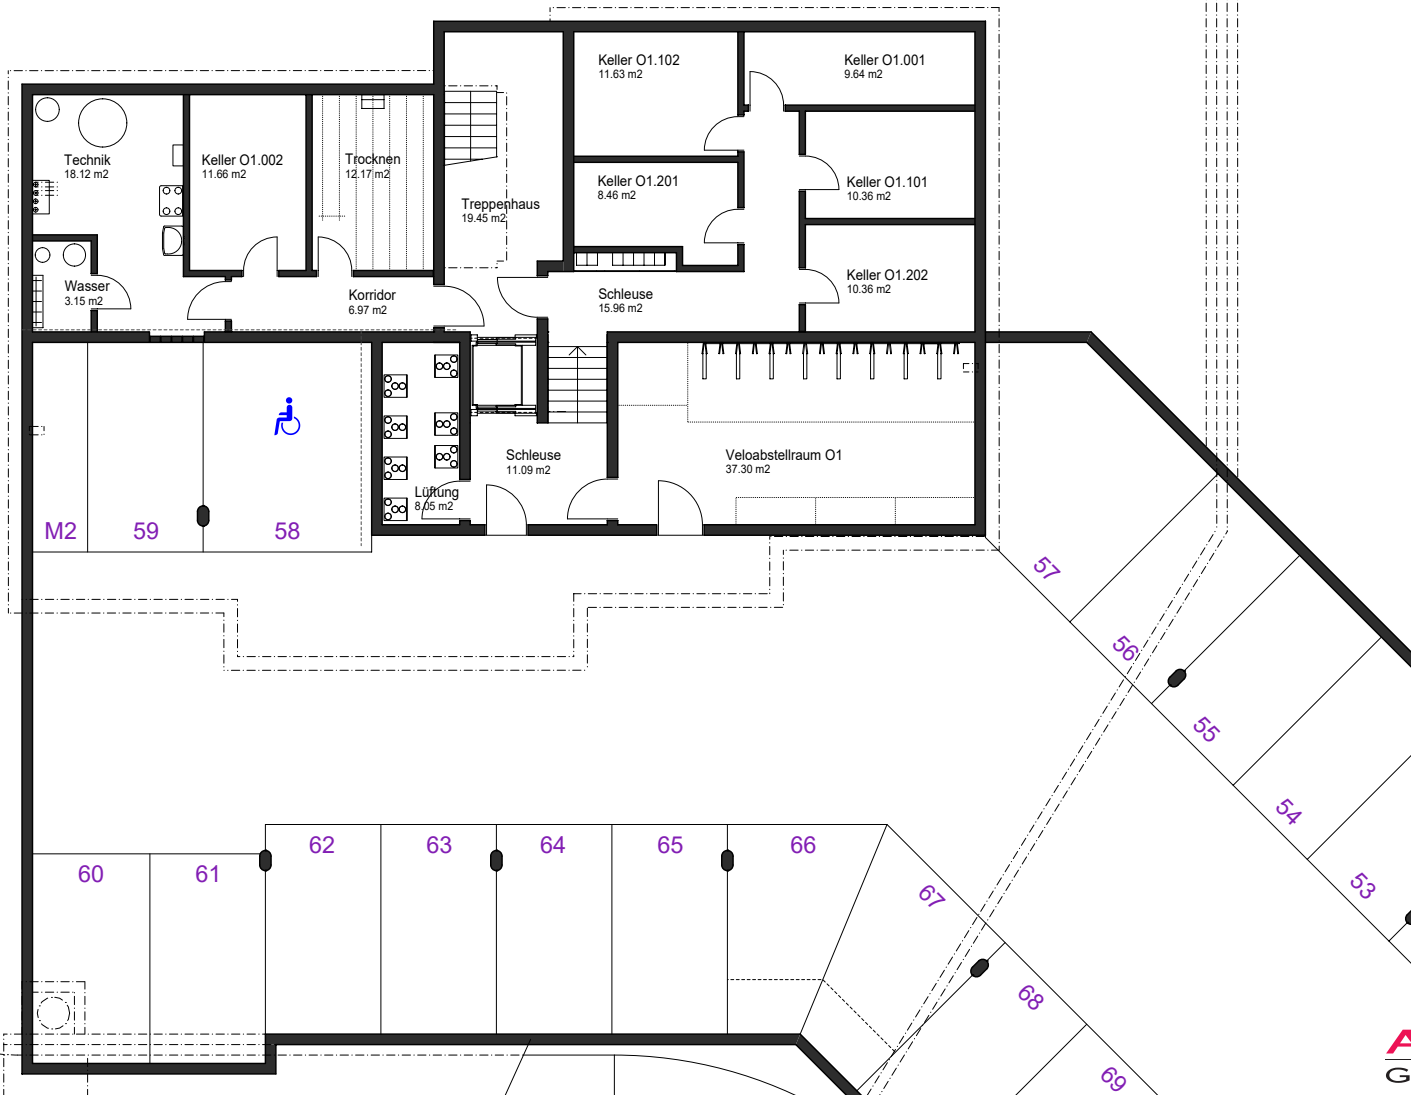 Keller O1.102
11.63 m2
Keller O1.001
9.64 m2
Technik
18.12 m2
Keller O1.002
11.66 m2
Trocknen
12.17 m2
Keller O1.201
8.46 m2
Keller O1.101
10.36 m2
Treppenhaus
19.45 m2
Keller O1.202
10.36 m2
Wasser
3.15 m2
Korridor
6.97 m2
Schleuse
15.96 m2
Schleuse
11.09 m2
Veloabstellraum O1
37.30 m2
Lüftung
8.05 m2
M2
59
58
57
56
55
54
53
60
61
62
63
64
65
66
67
68
69
A
G